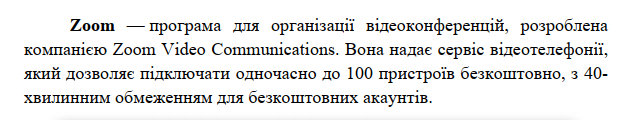 Zoom — програма для організації відеоконференцій, розроблена
компанією Zoom Video Communications. Вона надає сервіс відеотелефонії,
який дозволяє підключати одночасно до 100 пристроїв безкоштовно, з 40-
хвилинним обмеженням для безкоштовних акаунтів.